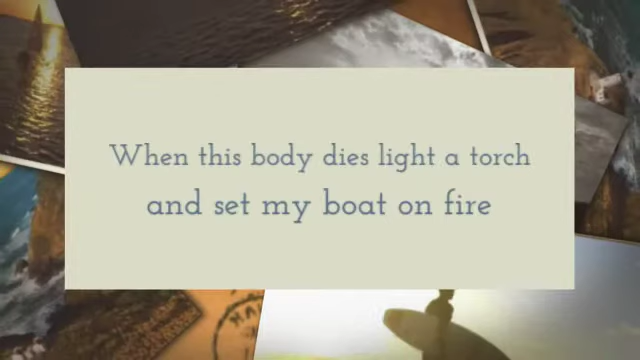 When this body dies light a torch
and set my boat on fire